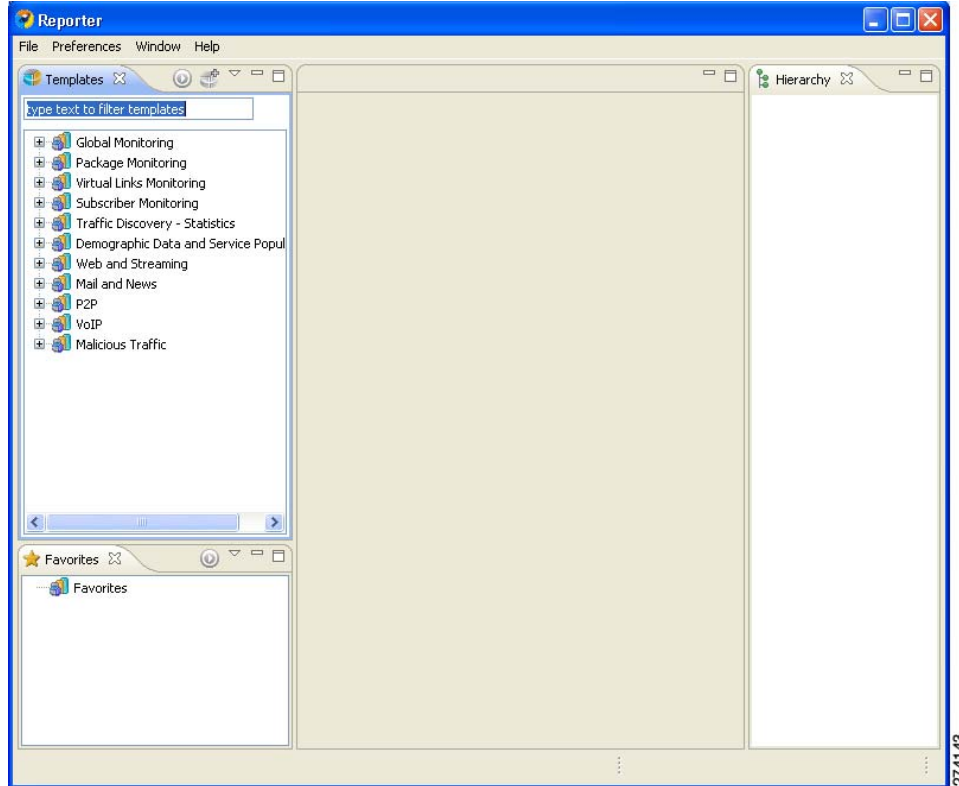 Reporter
File Preferences Window Help
Templates
type text to filter templates
Global Monitoring
Package Monitoring
Virtual Links Monitoring
Subscriber Monitoring
Traffic Discovery - Statistics
Demographic Data and Service Popul
Web and Streaming
Mail and News
P2P
VoIP
Malicious Traffic
Favorites
Favorites
Hierarchy
274143